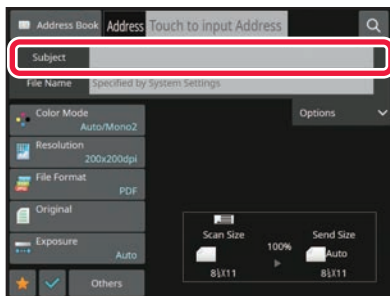 Address Book Address Touch to input Address
Subject
File Name Specified by System Settings
Color Mode
Auto/Mono2
Options
Resolution
200x200dpi
File Format
PDF
Original
Scan Size
100%
Send Size
Auto
8½X11
8½X11
Exposure
Auto
Others